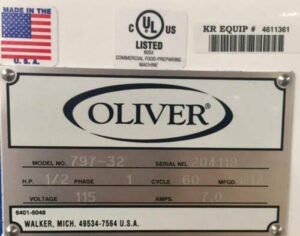 MADE IN THE
U.S.A.
C UL US
LISTED
COMMERCIAL FOOD-PREPARING
MACHINE
KR EQUIP # 4611361
OLIVER®
MODEL NO. 797-32 SERIAL NO.
H.P. 1/2 PHASE 1 CYCLE 60 MFGD.
VOLTAGE 115 AMPS. 7.0
6401-5048
WALKER, MICH. 49534-7564 U.S.A.